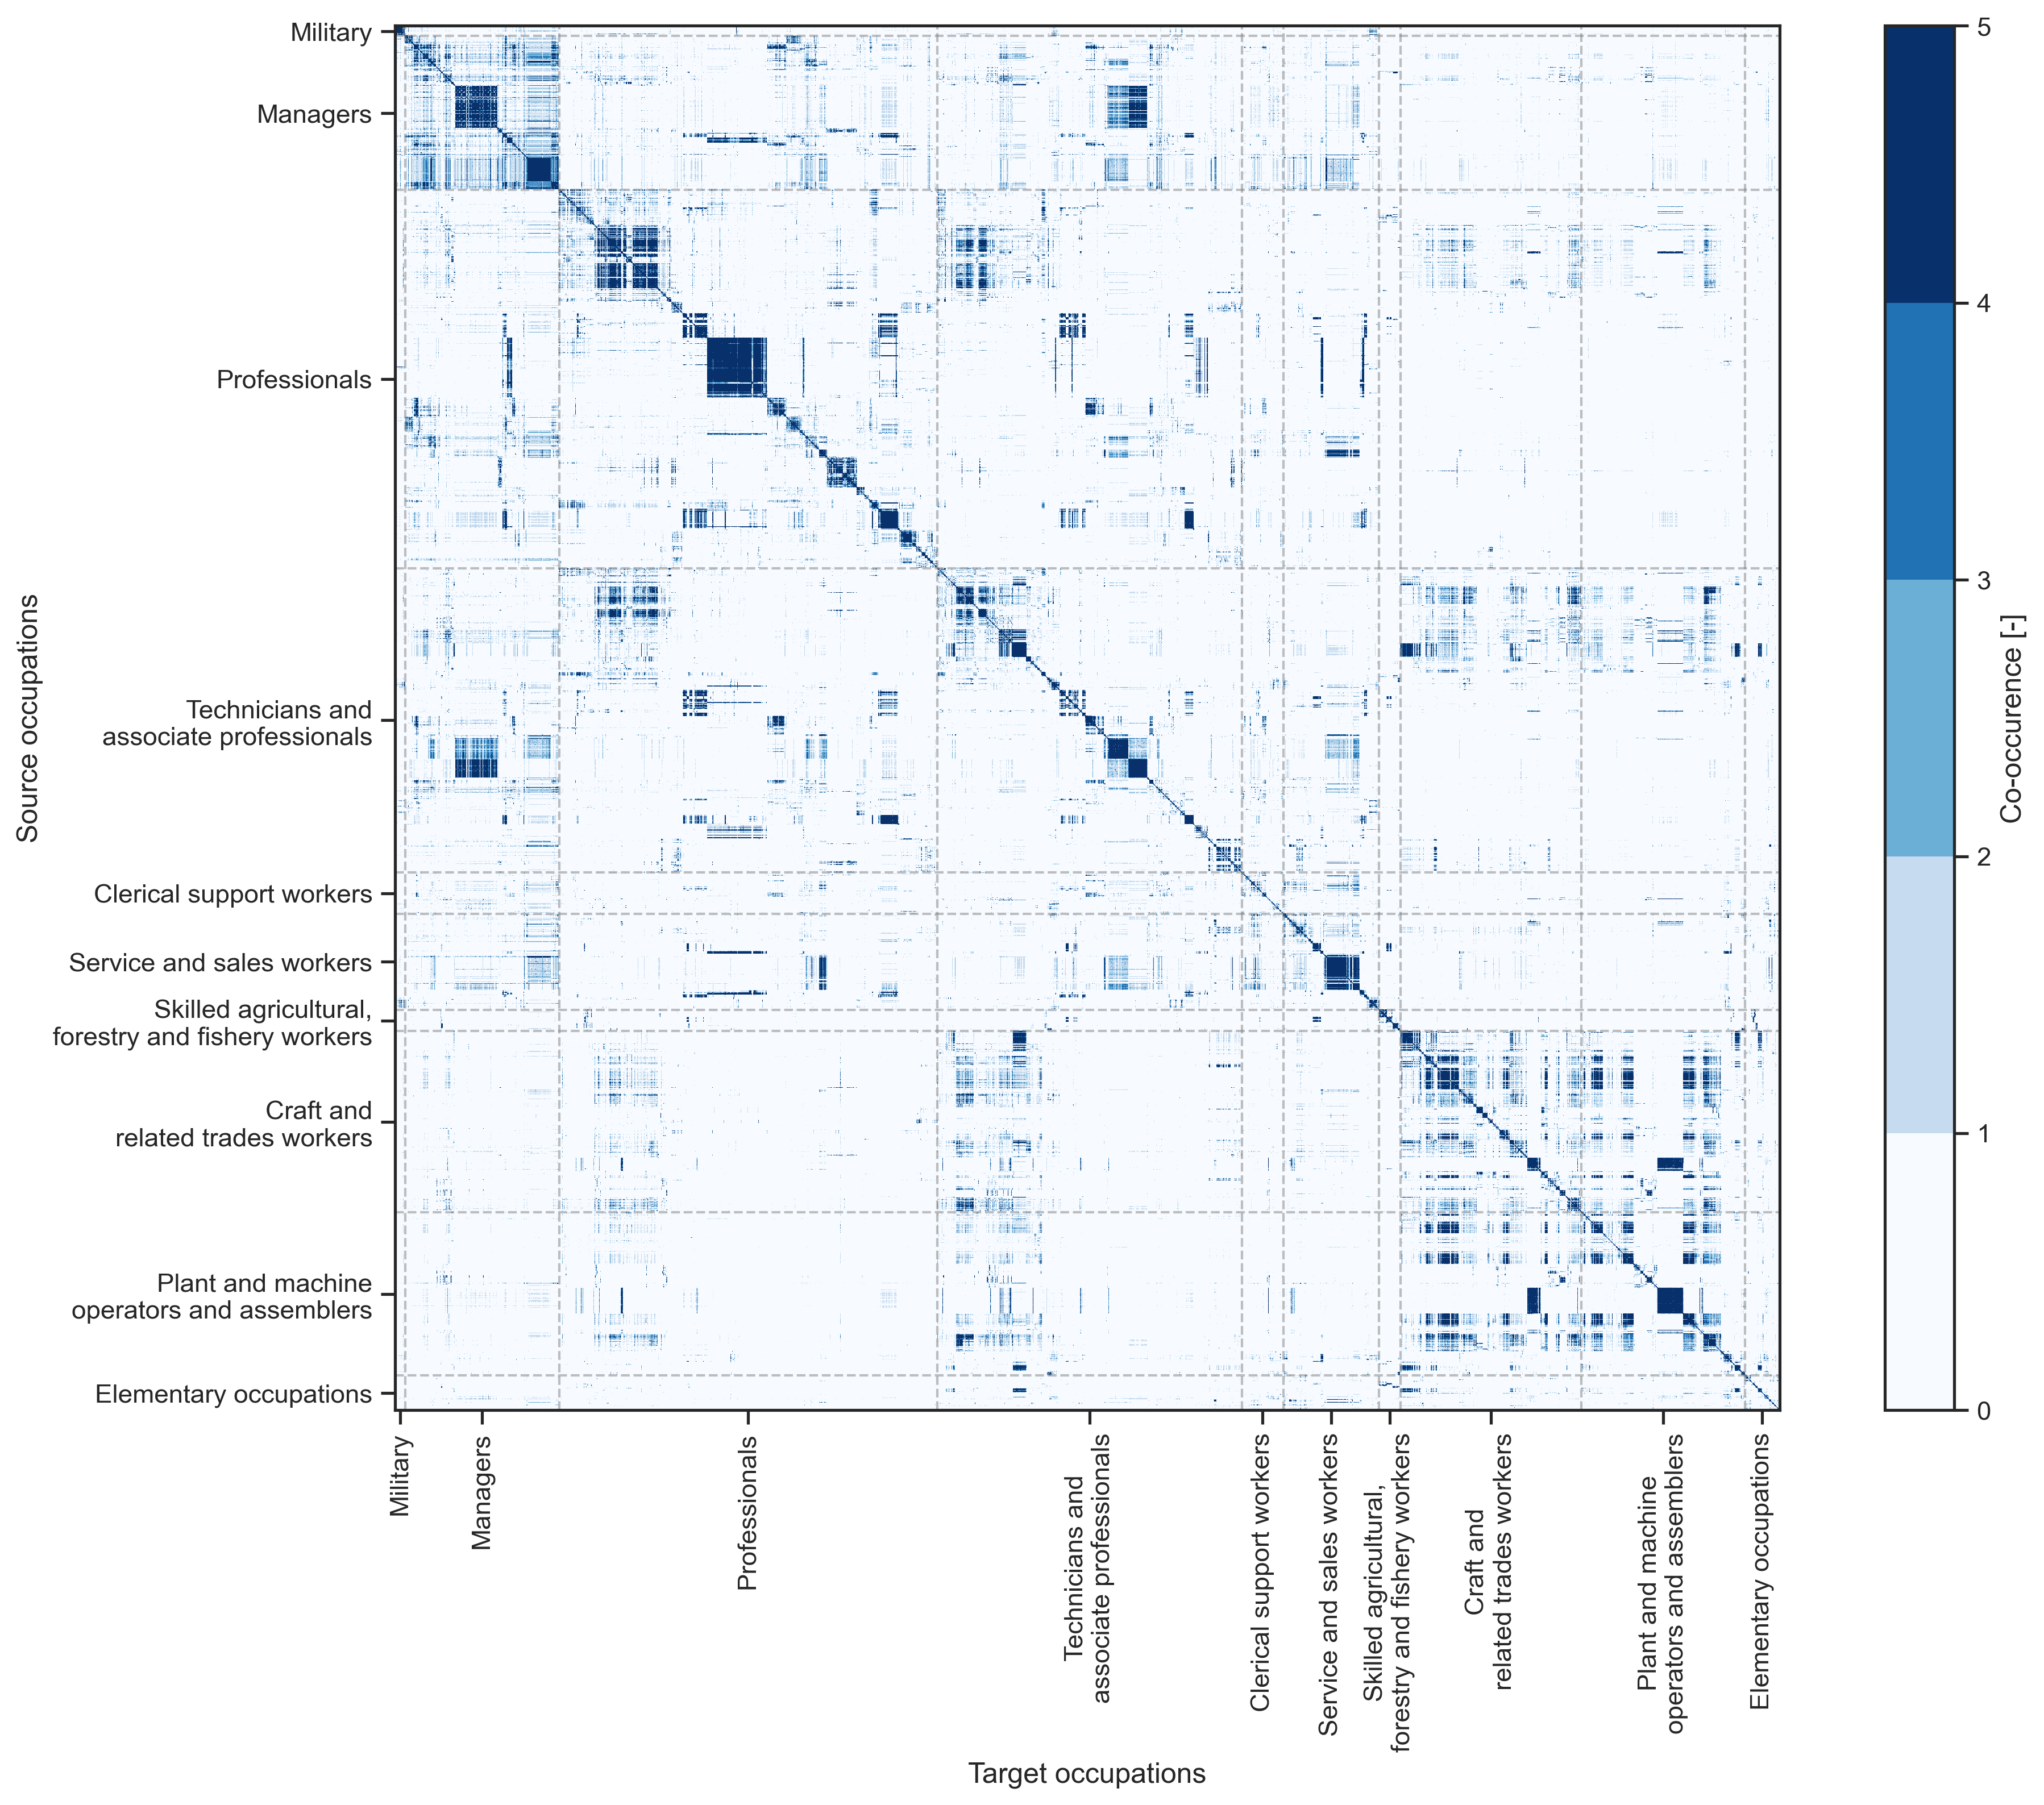 Military
Managers
Professionals
Technicians and
associate professionals
Clerical support workers
Service and sales workers
Skilled agricultural,
forestry and fishery workers
Craft and
related trades workers
Plant and machine
operators and assemblers
Elementary occupations
Source occupations
Military
Managers
Professionals
Technicians and
associate professionals
Clerical support workers
Service and sales workers
Skilled agricultural,
forestry and fishery workers
Craft and
related trades workers
Plant and machine
operators and assemblers
Elementary occupations
Target occupations
5
4
3
2
1
0
Co-occurence [-]